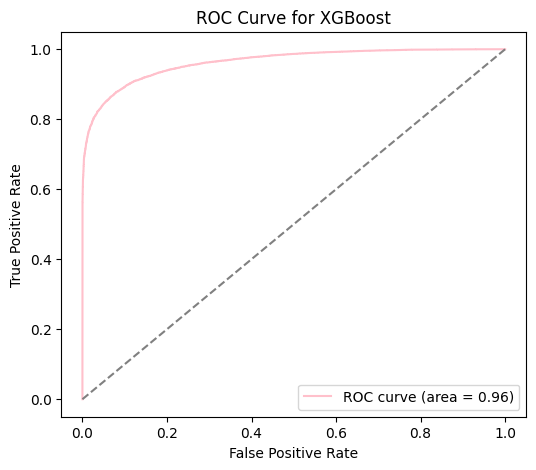 ROC Curve for XGBoost
1.0
0.8
0.6
0.4
0.2
0.0
True Positive Rate
ROC curve (area = 0.96)
0.0 0.2 0.4 0.6 0.8 1.0
False Positive Rate